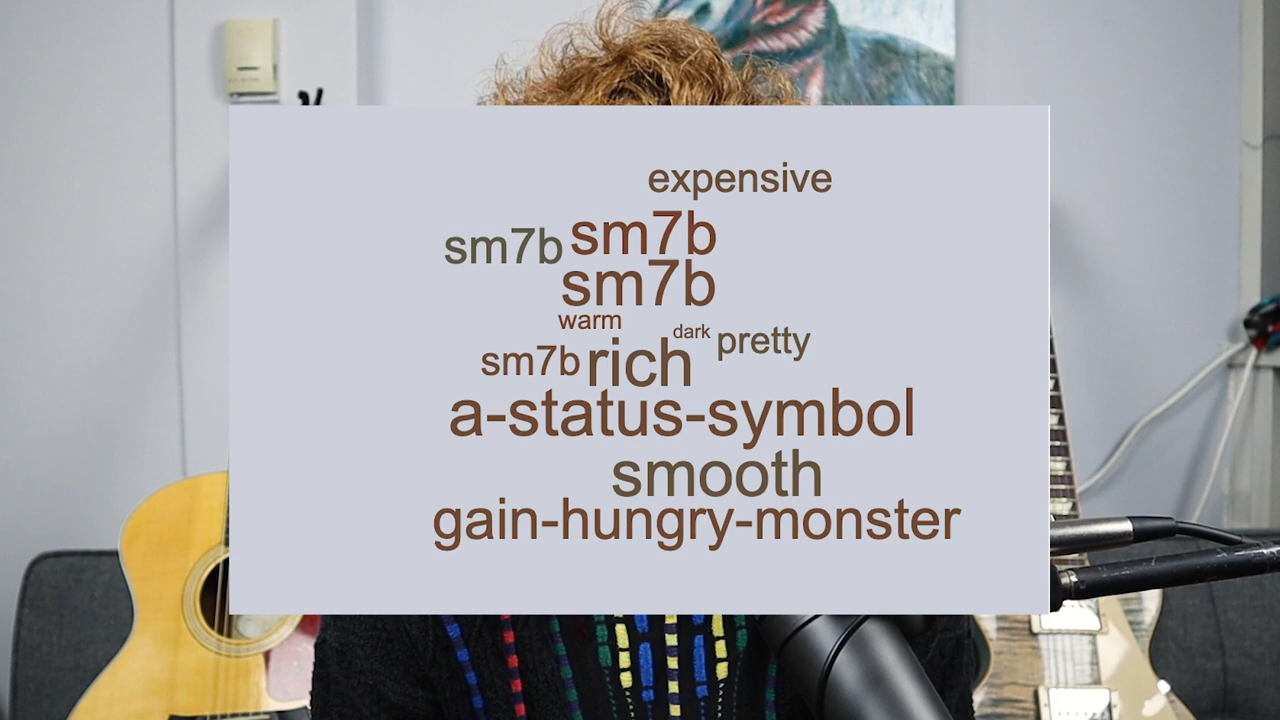 expensive
sm7b sm7b
sm7b
warm
dark pretty
sm7b rich
a-status-symbol
smooth
gain-hungry-monster